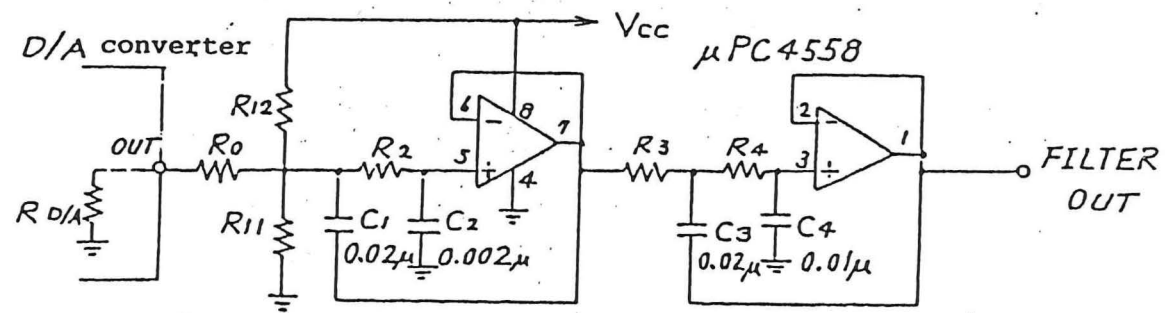 D/A converter
Vcc
μPC4558
R12
6
8
7
2
1
OUT
R0
R2
5
4
R3
R4
3
FILTER
OUT
R D/A
R11
C1
0.02μ
C2
0.002μ
C3
0.02μ
C4
0.01μ